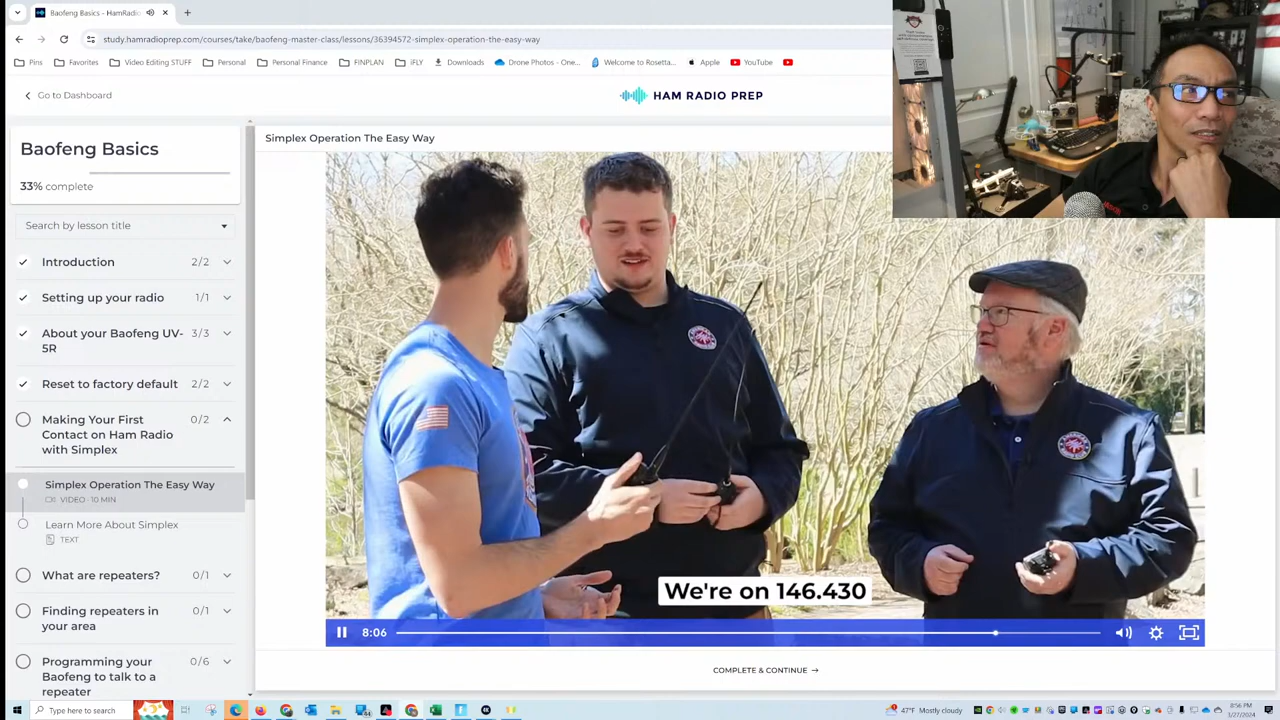 Baofeng Basics - HamRadio
study.hamradioprep.com/courses/take/baofeng-master-class/lessons/36394572-simplex-operation-the-easy-way
Pins
Favorites
Video Editing STUFF
Personal Finance
FINPLAN
iFLY
Downloads
Drone Photos - One...
Welcome to Rosetta...
Apple
YouTube
Go to Dashboard
HAM RADIO PREP
Baofeng Basics
33% complete
Search by lesson title
Introduction 2/2
Setting up your radio 1/1
About your Baofeng UV- 3/3
5R
Reset to factory default 2/2
Making Your First 0/2
Contact on Ham Radio
with Simplex
Simplex Operation The Easy Way
VIDEO · 10 MIN
Learn More About Simplex
TEXT
What are repeaters? 0/1
Finding repeaters in 0/1
your area
Programming your 0/6
Baofeng to talk to a
repeater
Simplex Operation The Easy Way
We're on 146.430
8:06
COMPLETE & CONTINUE →
Type here to search
47°F Mostly cloudy
8:56 PM
3/27/2024